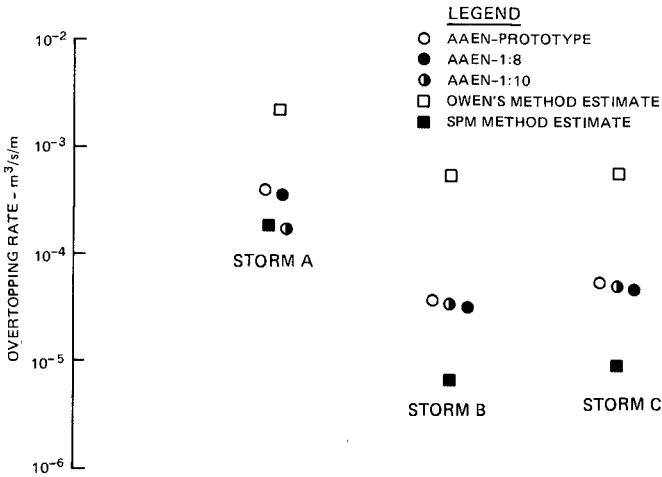 LEGEND
AAEN-PROTOTYPE
AAEN-1:8
AAEN-1:10
OWEN'S METHOD ESTIMATE
SPM METHOD ESTIMATE
OVERTOPPING RATE – m³/s/m
10⁻²
10⁻³
10⁻⁴
10⁻⁵
10⁻⁶
STORM A
STORM B
STORM C